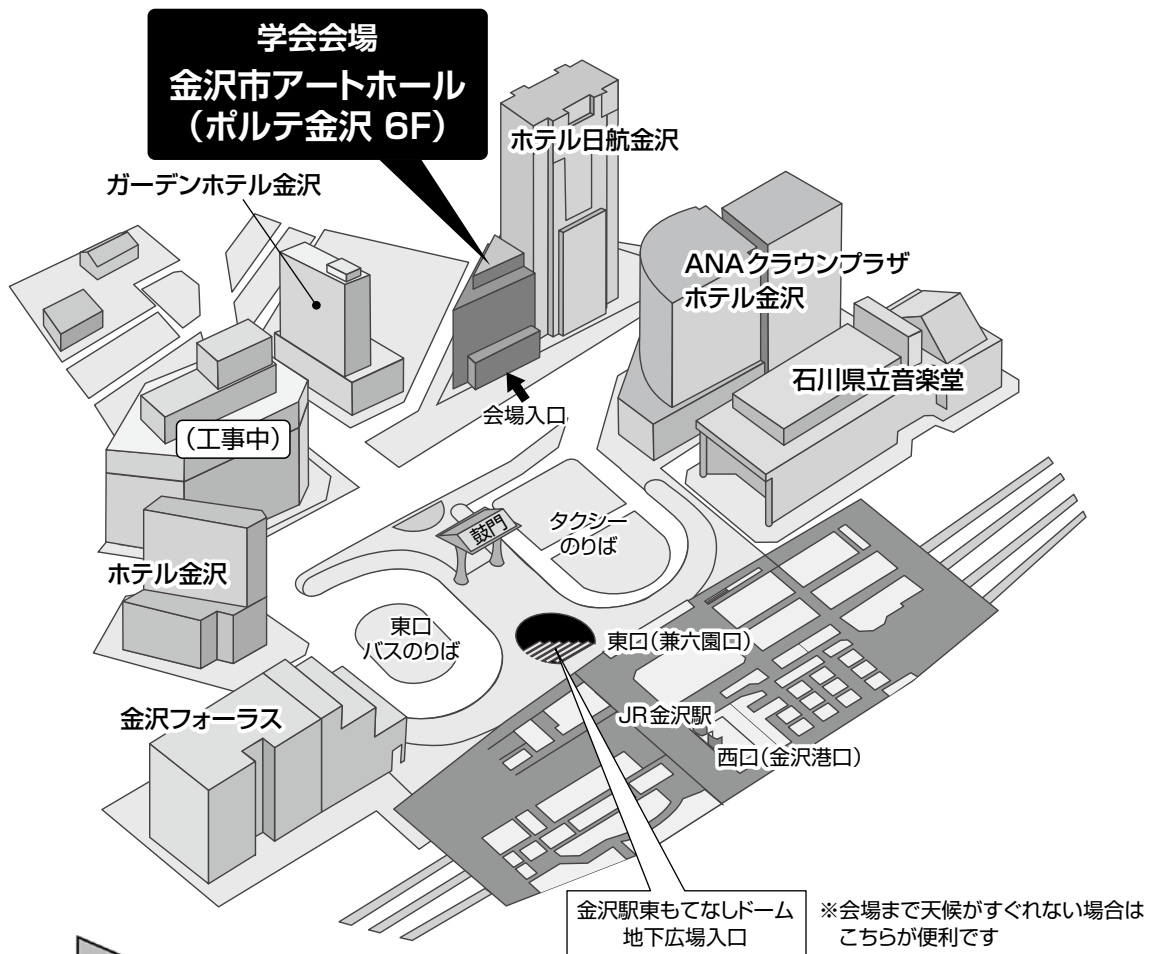 学会会場
金沢市アートホール
（ポルテ金沢 6F）
ホテル日航金沢
ガーデンホテル金沢
ANAクラウンプラザ
ホテル金沢
石川県立音楽堂
会場入口
（工事中）
鼓門
タクシー
のりば
ホテル金沢
東口
バスのりば
東口（兼六園口）
金沢フォーラス
JR金沢駅
西口（金沢港口）
金沢駅東もてなしドーム
地下広場入口
※会場まで天候がすぐれない場合は
こちらが便利です